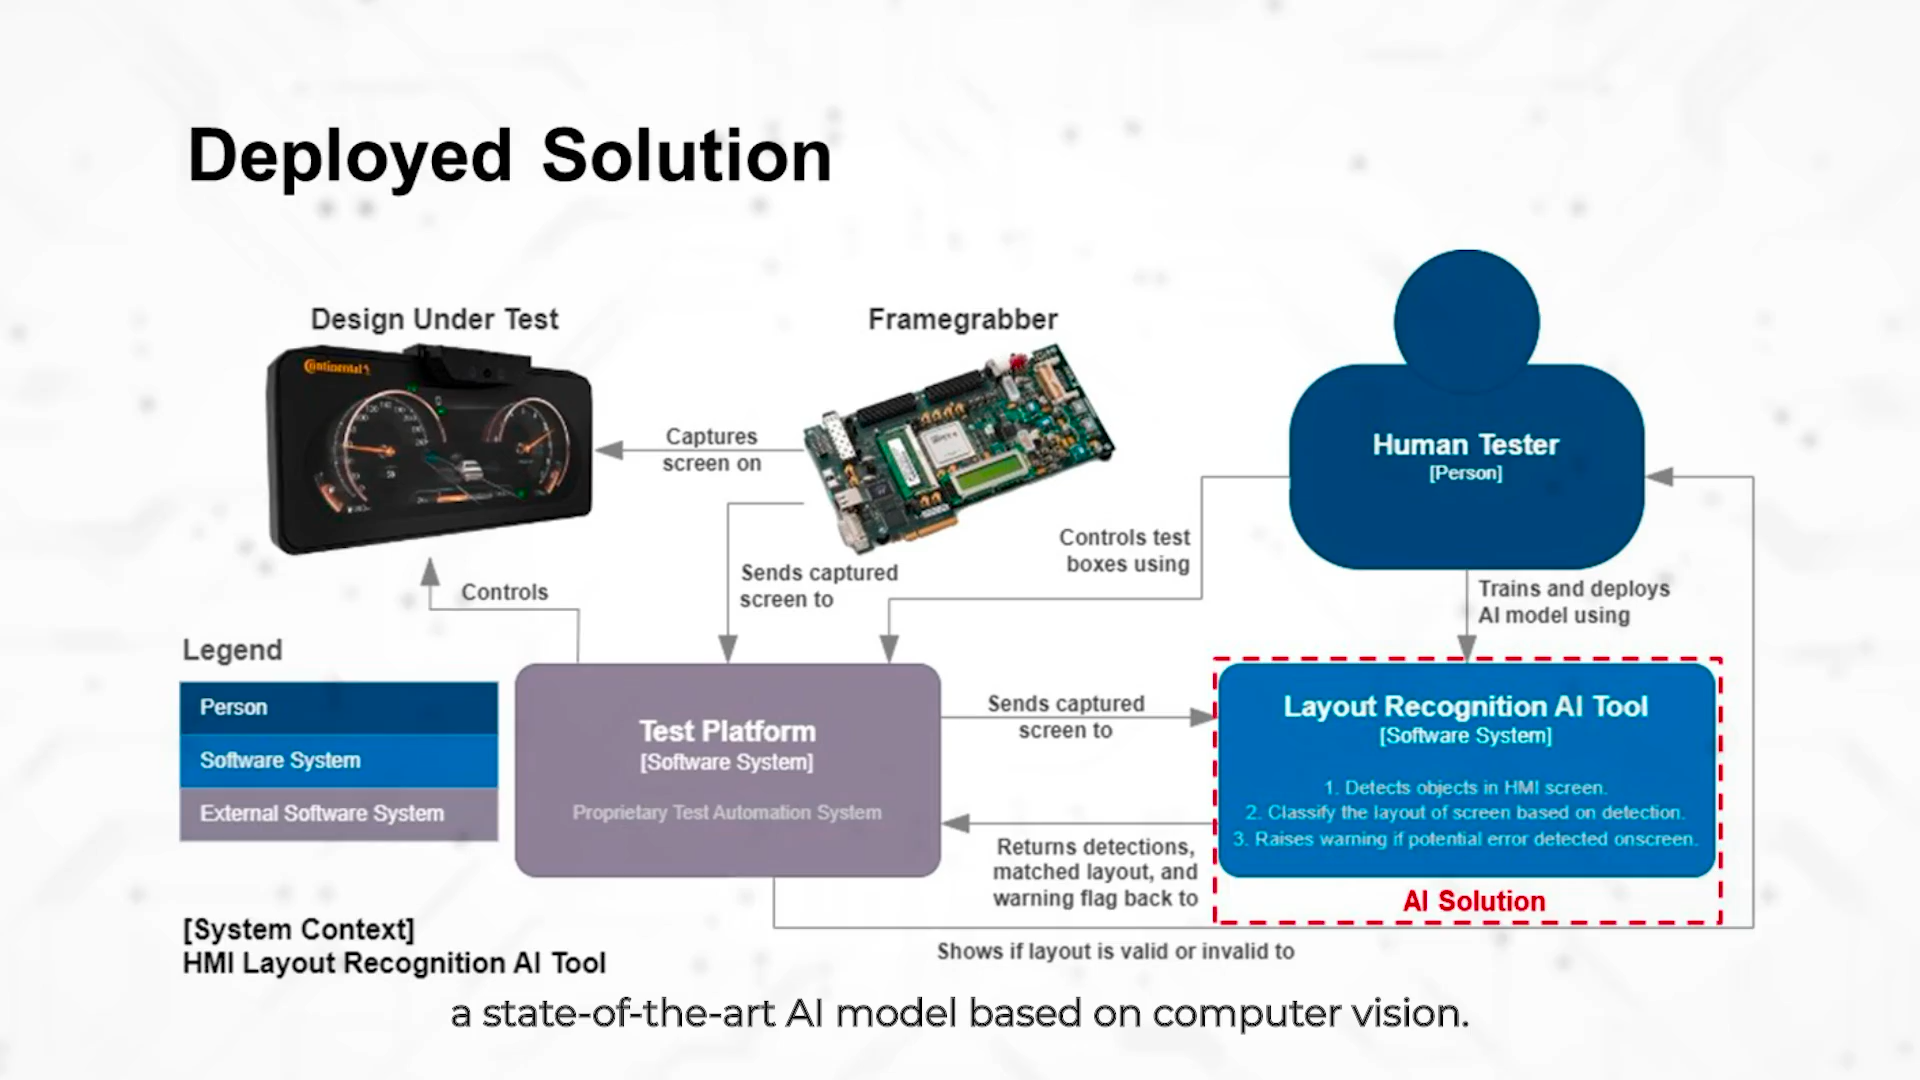 Deployed Solution
Design Under Test
Framegrabber
Continental
Captures
screen on
Human Tester
[Person]
Controls test
boxes using
Sends captured
screen to
Controls
Trains and deploys
AI model using
Legend
Person
Software System
External Software System
Test Platform
[Software System]
Proprietary Test Automation System
Sends captured
screen to
Layout Recognition AI Tool
[Software System]
1. Detects objects in HMI screen.
2. Classify the layout of screen based on detection.
3. Raises warning if potential error detected onscreen.
Returns detections,
matched layout, and
warning flag back to
AI Solution
[System Context]
HMI Layout Recognition AI Tool
Shows if layout is valid or invalid to
a state-of-the-art AI model based on computer vision.